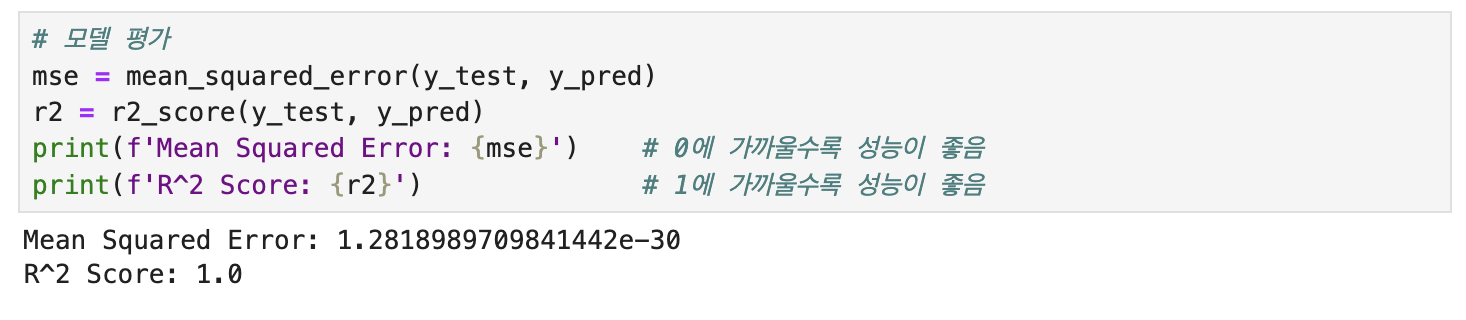 # 모델 평가
mse = mean_squared_error(y_test, y_pred)
r2 = r2_score(y_test, y_pred)
print(f'Mean Squared Error: {mse}')    # 0에 가까울수록 성능이 좋음
print(f'R^2 Score: {r2}')              # 1에 가까울수록 성능이 좋음
Mean Squared Error: 1.2818989709841442e-30
R^2 Score: 1.0